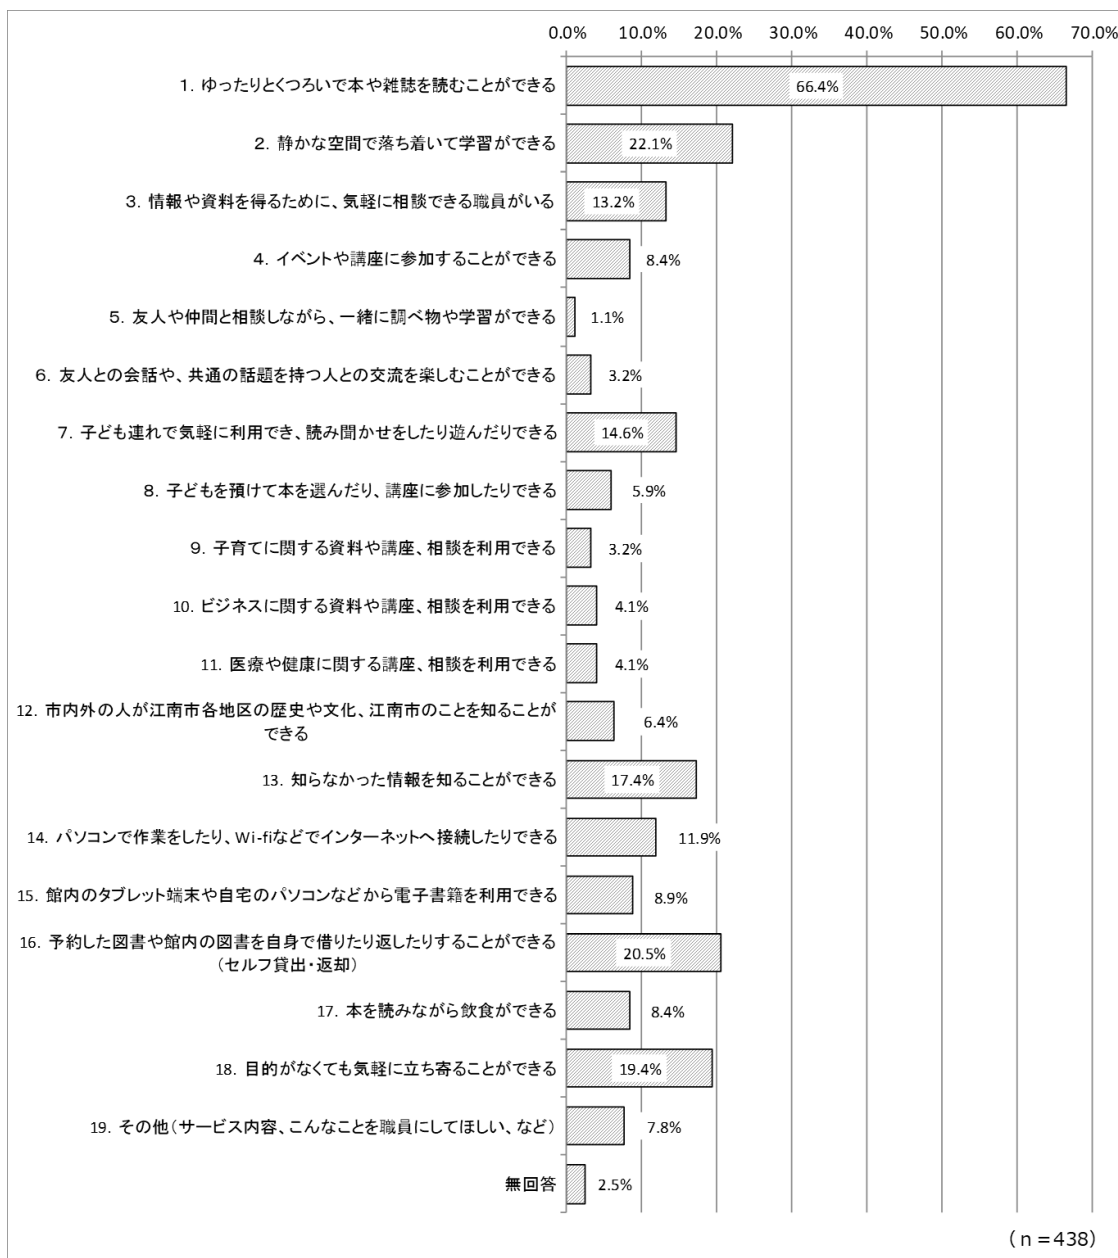 0.0% 10.0% 20.0% 30.0% 40.0% 50.0% 60.0% 70.0%
1. ゆったりとくつろいで本や雑誌を読むことができる 66.4%
2. 静かな空間で落ち着いて学習ができる 22.1%
3. 情報や資料を得るために、気軽に相談できる職員がいる 13.2%
4. イベントや講座に参加することができる 8.4%
5. 友人や仲間と相談しながら、一緒に調べ物や学習ができる 1.1%
6. 友人との会話や、共通の話題を持つ人との交流を楽しむことができる 3.2%
7. 子ども連れで気軽に利用でき、読み聞かせをしたり遊んだりできる 14.6%
8. 子どもを預けて本を選んだり、講座に参加したりできる 5.9%
9. 子育てに関する資料や講座、相談を利用できる 3.2%
10. ビジネスに関する資料や講座、相談を利用できる 4.1%
11. 医療や健康に関する講座、相談を利用できる 4.1%
12. 市内外の人が江南市各地区の歴史や文化、江南市のことを知ることが
できる 6.4%
13. 知らなかった情報を知ることができる 17.4%
14. パソコンで作業をしたり、Wi-fiなどでインターネットへ接続したりできる 11.9%
15. 館内のタブレット端末や自宅のパソコンなどから電子書籍を利用できる 8.9%
16. 予約した図書や館内の図書を自身で借りたり返したりすることができる
(セルフ貸出・返却) 20.5%
17. 本を読みながら飲食ができる 8.4%
18. 目的がなくても気軽に立ち寄ることができる 19.4%
19. その他(サービス内容、こんなことを職員にしてほしい、など) 7.8%
無回答 2.5%
(n=438)